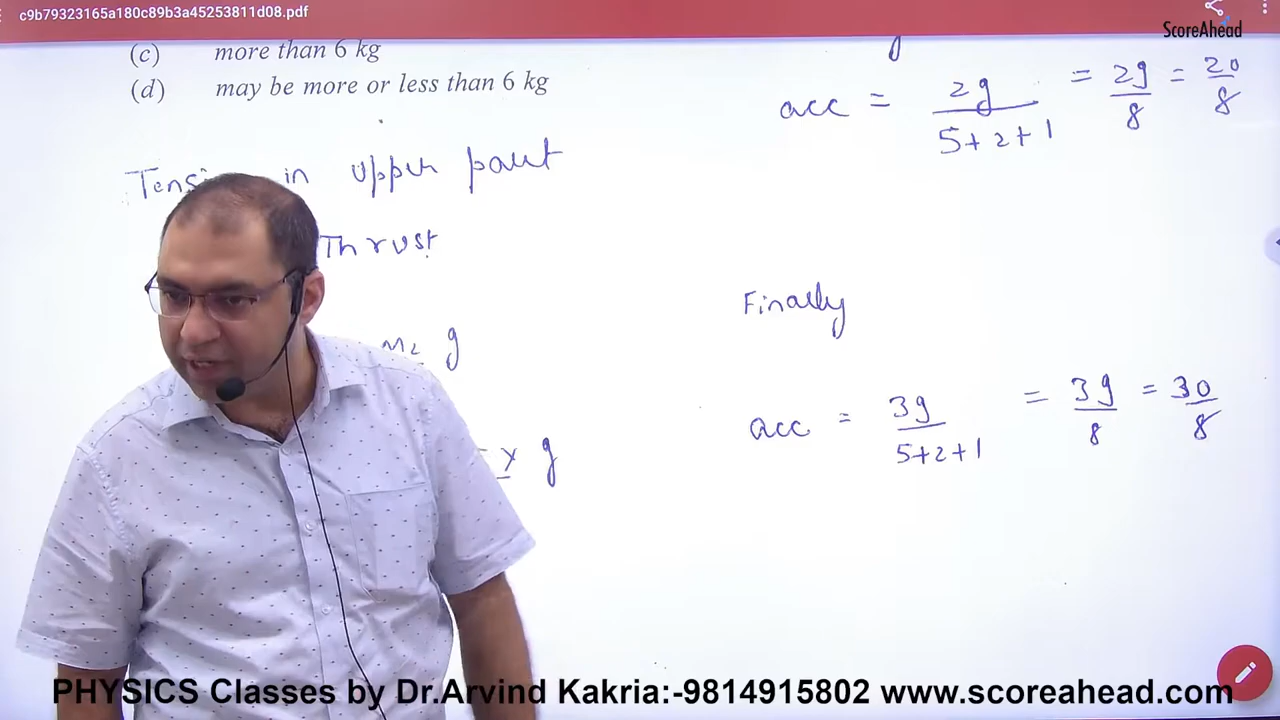 c9b79323165a180c89b3a45253811d08.pdf
ScoreAhead
(c) more than 6 kg
(d) may be more or less than 6 kg
acc = 2g / 5+2+1 = 2g / 8 = 20 / 8
in upper part
Thrust
g
g
Finally
acc = 3g / 5+2+1 = 3g / 8 = 30 / 8
PHYSICS Classes by Dr.Arvind Kakria:-9814915802 www.scoreahead.com